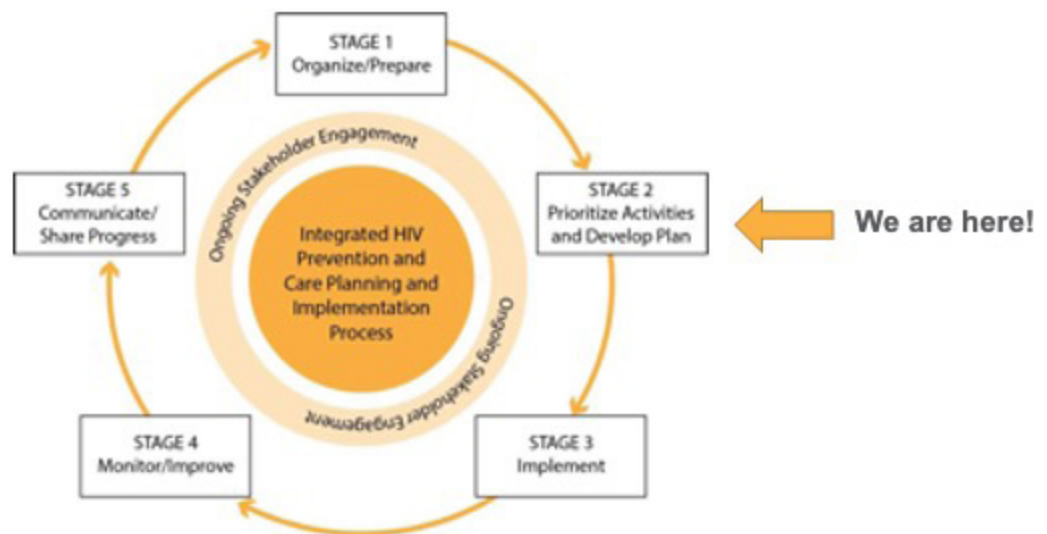 STAGE 1
Organize/Prepare
STAGE 5
Communicate/
Share Progress
STAGE 2
Prioritize Activities
and Develop Plan
We are here!
Ongoing Stakeholder Engagement
Integrated HIV
Prevention and
Care Planning and
Implementation
Process
Ongoing Stakeholder Engagement
STAGE 4
Monitor/Improve
STAGE 3
Implement